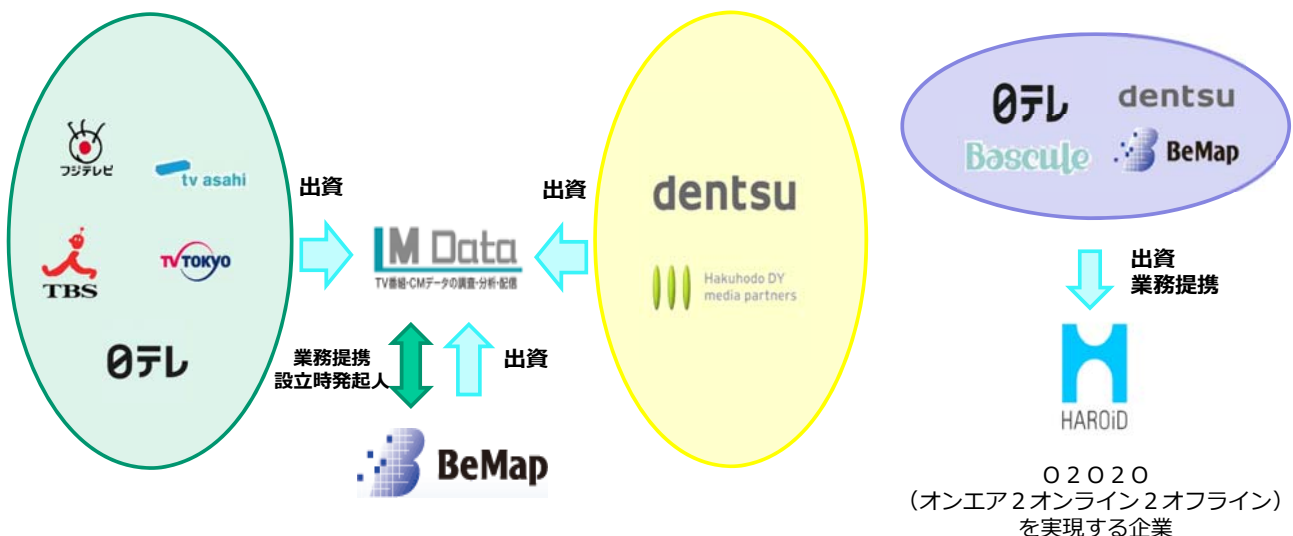 フジテレビ
tv asahi
TBS
TV TOKYO
日テレ
出資
LM Data
TV番組・CMデータの調査・分析・配信
出資
dentsu
Hakuhodo DY
media partners
業務提携
設立時発起人
出資
BeMap
日テレ
dentsu
Bascule
BeMap
出資
業務提携
HAROiD
O2O2O
(オンエア2オンライン2オフライン)
を実現する企業